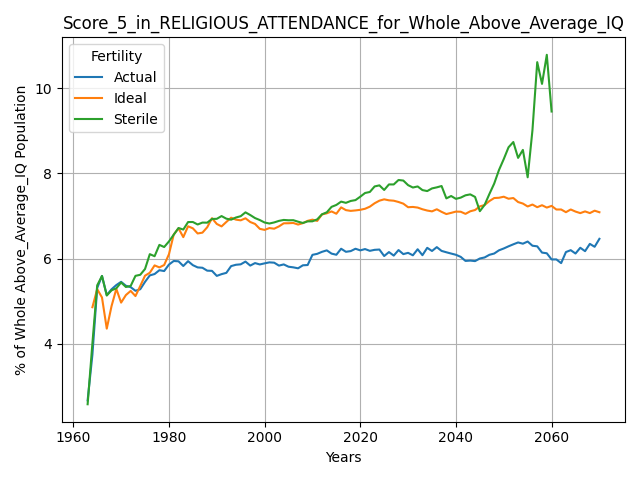 Score_5_in_RELIGIOUS_ATTENDANCE_for_Whole_Above_Average_IQ
Fertility
Actual
Ideal
Sterile
% of Whole Above_Average_IQ Population
10
8
6
4
1960 1980 2000 2020 2040 2060
Years